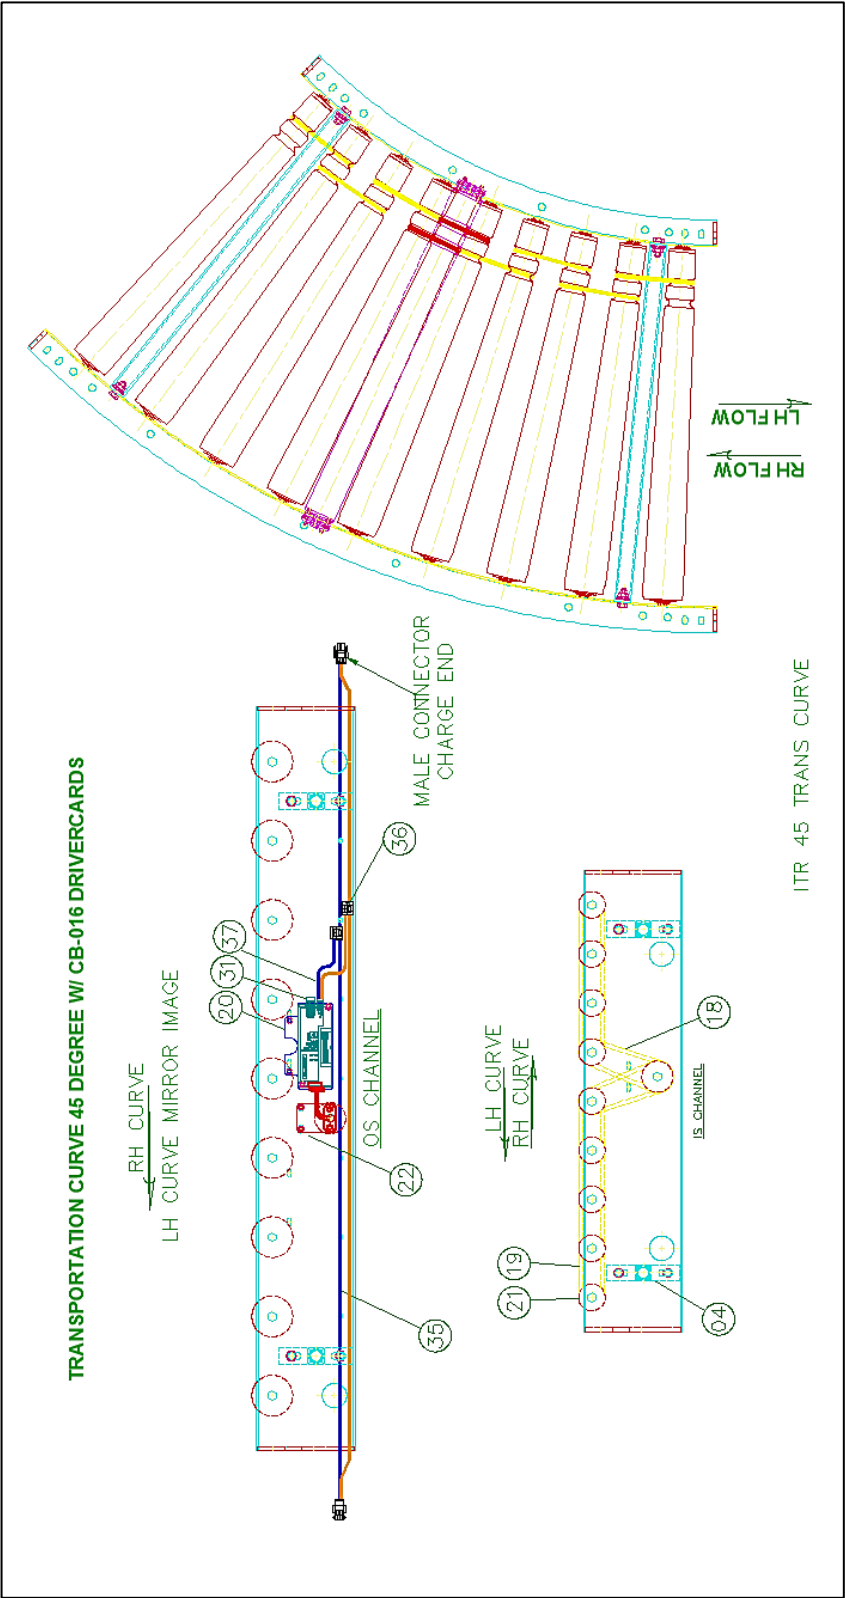 TRANSPORTATION CURVE 45 DEGREE W/ CB-016 DRIVERCARDS
RH CURVE
LH CURVE MIRROR IMAGE
20
31
37
36
22
35
OS CHANNEL
MALE CONNECTOR
CHARGE END
LH CURVE
RH CURVE
21
19
18
04
IS CHANNEL
RH FLOW
LH FLOW
ITR 45 TRANS CURVE